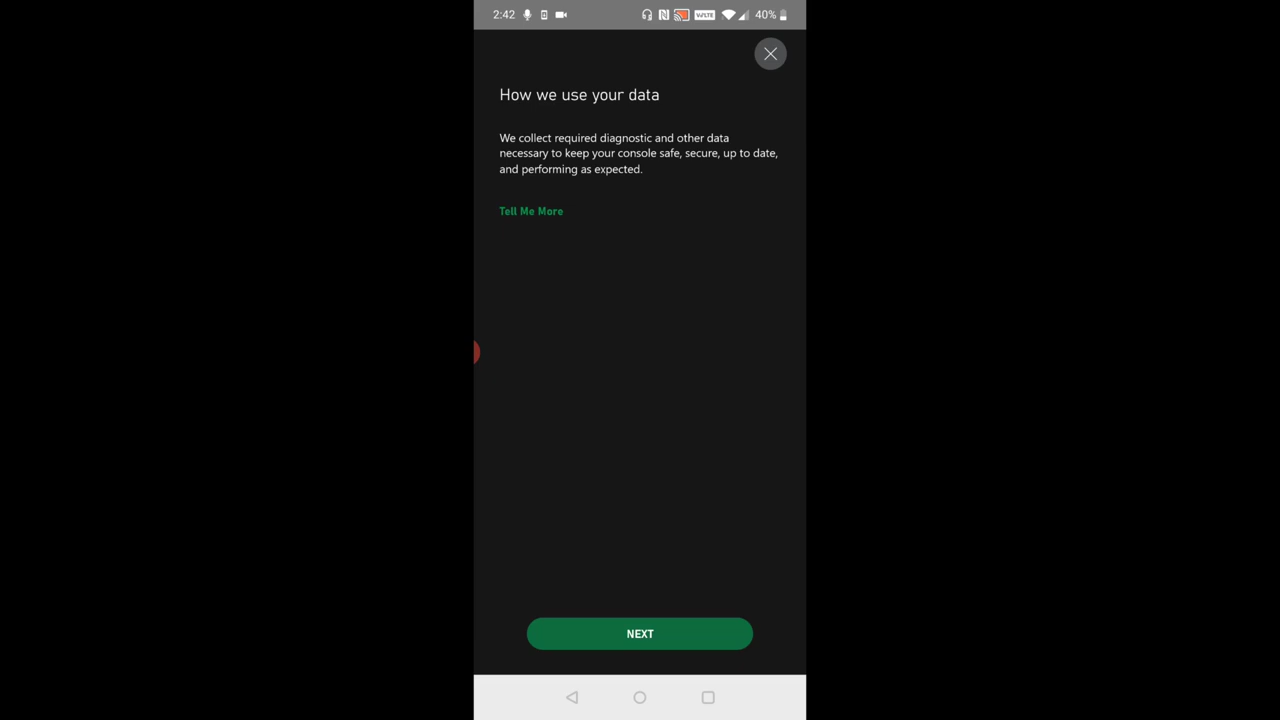 2:42 VoLTE 40%
How we use your data
We collect required diagnostic and other data
necessary to keep your console safe, secure, up to date,
and performing as expected.
Tell Me More
NEXT